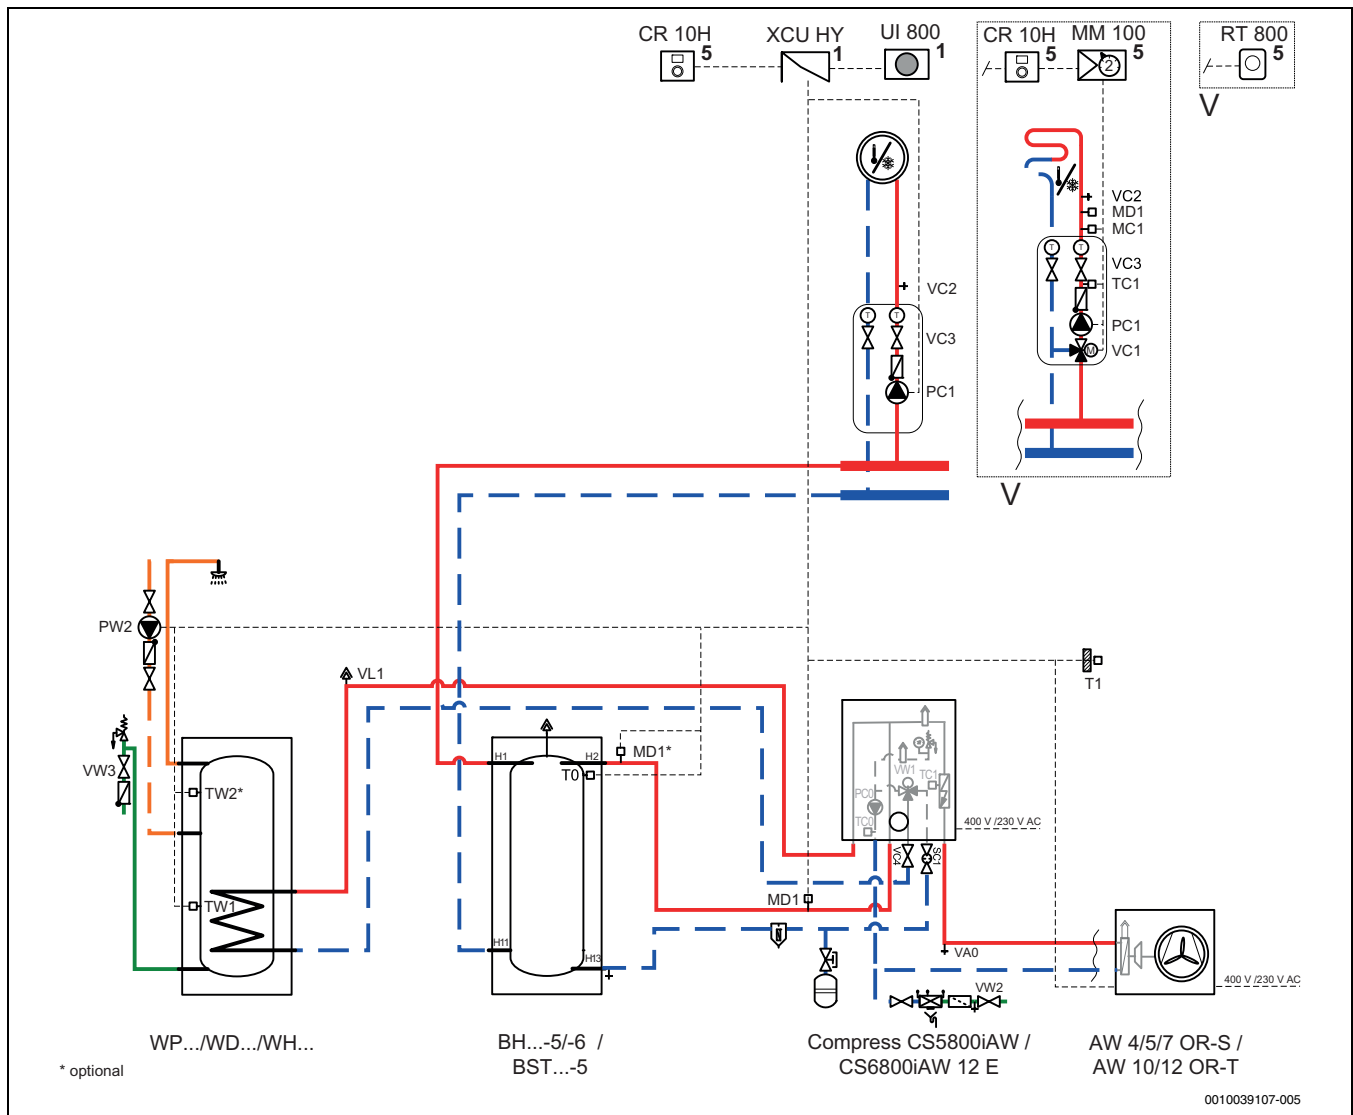 CR 10H
5
XCU HY
1
UI 800
1
CR 10H
5
MM 100
5
2
RT 800
5
V
VC2
MD1
MC1
T
T
VC3
TC1
PC1
M
VC1
V
VC2
T
T
VC3
PC1
PW2
VL1
T1
VW3
TW2*
TW1
H1
H2
MD1*
T0
H11
H13
VW1
TC1
PC0
TC0
400 V /230 V AC
VC4
SC1
MD1
VA0
VW2
400 V /230 V AC
WP.../WD.../WH...
BH...-5/-6 /
BST...-5
Compress CS5800iAW /
CS6800iAW 12 E
AW 4/5/7 OR-S /
AW 10/12 OR-T
* optional
0010039107-005